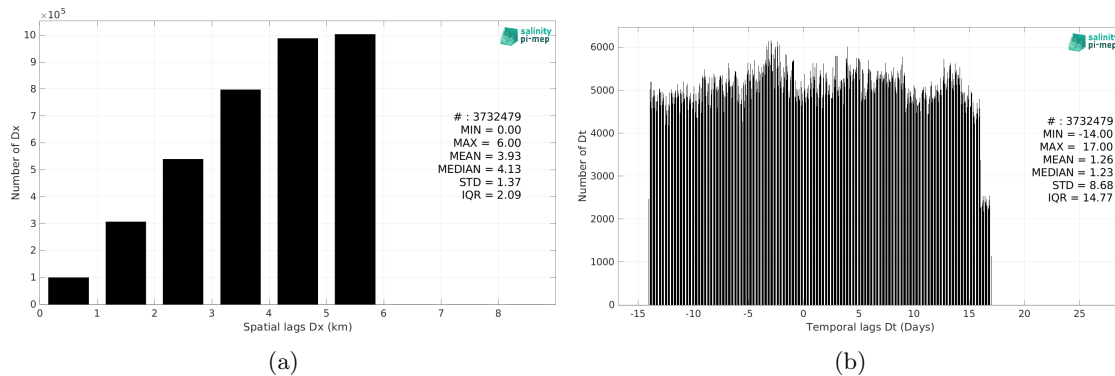 ×10⁵
10
9
8
7
6
5
4
3
2
1
0
Number of Dx
0 1 2 3 4 5 6 7 8
Spatial lags Dx (km)
salinity
pi-mep
# : 3732479
MIN = 0.00
MAX = 6.00
MEAN = 3.93
MEDIAN = 4.13
STD = 1.37
IQR = 2.09
(a)
6000
5000
4000
3000
2000
1000
0
Number of Dt
-15 -10 -5 0 5 10 15 20 25
Temporal lags Dt (Days)
salinity
pi-mep
# : 3732479
MIN = -14.00
MAX = 17.00
MEAN = 1.26
MEDIAN = 1.23
STD = 8.68
IQR = 14.77
(b)